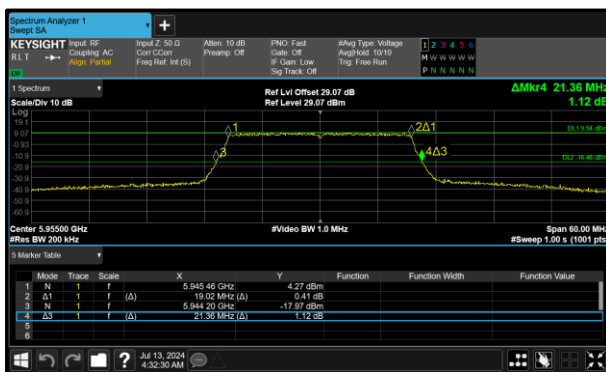 Spectrum Analyzer 1
Swept SA
KEYSIGHT Input: RF Input Z: 50 Ω Atten: 10 dB PNO: Fast #Avg Type: Voltage 1 2 3 4 5 6
RLT Coupling: AC Corr CCorr Preamp: Off Gate: Off Avg|Hold: 10/10 M W W W W W
Align: Partial Freq Ref: Int (S) IF Gain: Low Trig: Free Run P N N N N N
Sig Track: Off
1 Spectrum Ref Lvl Offset 29.07 dB ΔMkr4 21.36 MHz
Scale/Div 10 dB Ref Level 29.07 dBm 1.12 dB
Log
19.1
9.07 1 2Δ1 DL1 9.54 dBm
-0.93
-10.9 3 4Δ3 DL2 -16.46 dBm
-20.9
-30.9
-40.9
-50.9
-60.9
Center 5.95500 GHz #Video BW 1.0 MHz Span 60.00 MHz
#Res BW 200 kHz #Sweep 1.00 s (1001 pts)
5 Marker Table
Mode Trace Scale X Y Function Function Width Function Value
1 N 1 f 5.945 46 GHz 4.27 dBm
2 Δ1 1 f (Δ) 19.02 MHz (Δ) 0.41 dB
3 N 1 f 5.944 20 GHz -17.97 dBm
4 Δ3 1 f (Δ) 21.36 MHz (Δ) 1.12 dB
5
6
? Jul 13, 2024
4:32:30 AM